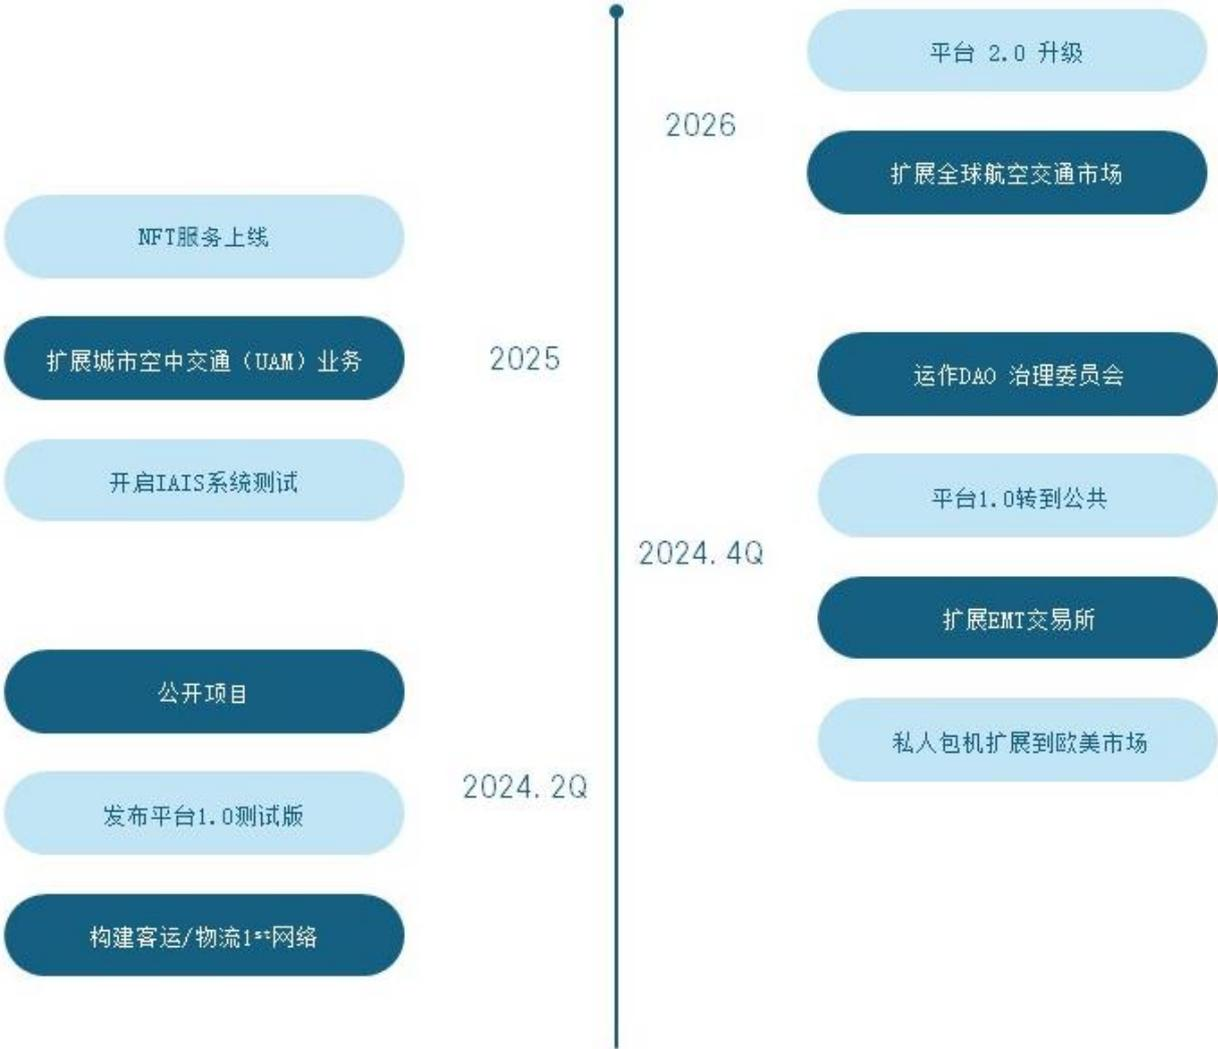 平台 2.0 升级
2026
扩展全球航空交通市场
NFT服务上线
扩展城市空中交通（UAM）业务
2025
开启IAIS系统测试
运作DAO 治理委员会
平台1.0转到公共
2024.4Q
扩展EMT交易所
私人包机扩展到欧美市场
公开项目
发布平台1.0测试版
2024.2Q
构建客运/物流1ˢᵗ网络